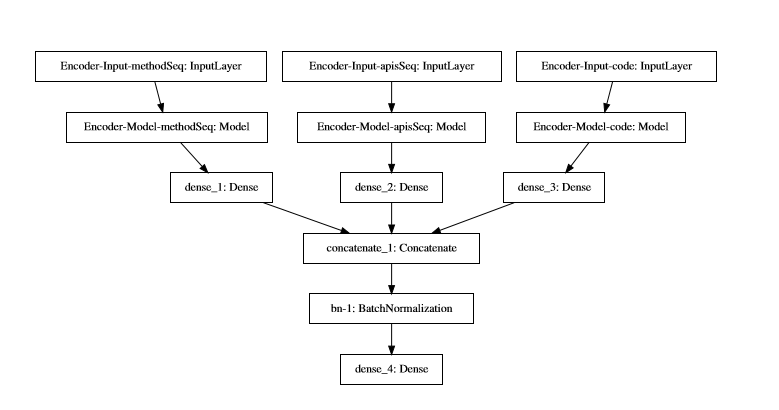 Encoder-Input-methodSeq: InputLayer
Encoder-Input-apisSeq: InputLayer
Encoder-Input-code: InputLayer
Encoder-Model-methodSeq: Model
Encoder-Model-apisSeq: Model
Encoder-Model-code: Model
dense_1: Dense
dense_2: Dense
dense_3: Dense
concatenate_1: Concatenate
bn-1: BatchNormalization
dense_4: Dense